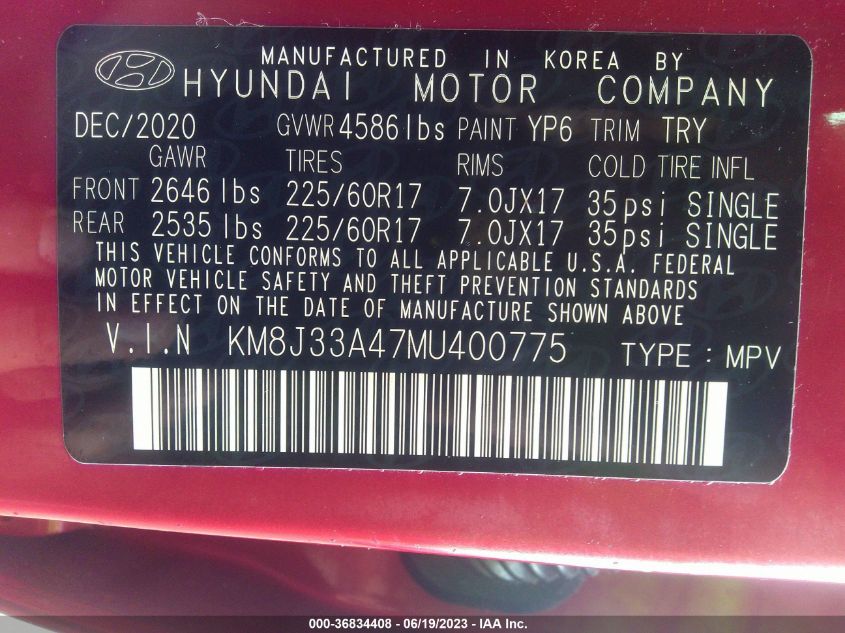 MANUFACTURED IN KOREA BY
HYUNDAI MOTOR COMPANY
DEC/2020 GVWR 4586 lbs PAINT YP6 TRIM TRY
GAWR TIRES RIMS COLD TIRE INFL
FRONT 2646 lbs 225/60R17 7.0JX17 35psi SINGLE
REAR 2535 lbs 225/60R17 7.0JX17 35psi SINGLE
THIS VEHICLE CONFORMS TO ALL APPLICABLE U.S.A. FEDERAL
MOTOR VEHICLE SAFETY AND THEFT PREVENTION STANDARDS
IN EFFECT ON THE DATE OF MANUFACTURE SHOWN ABOVE
V.I.N KM8J33A47MU400775 TYPE : MPV
000-36834408 - 06/19/2023 - IAA Inc.